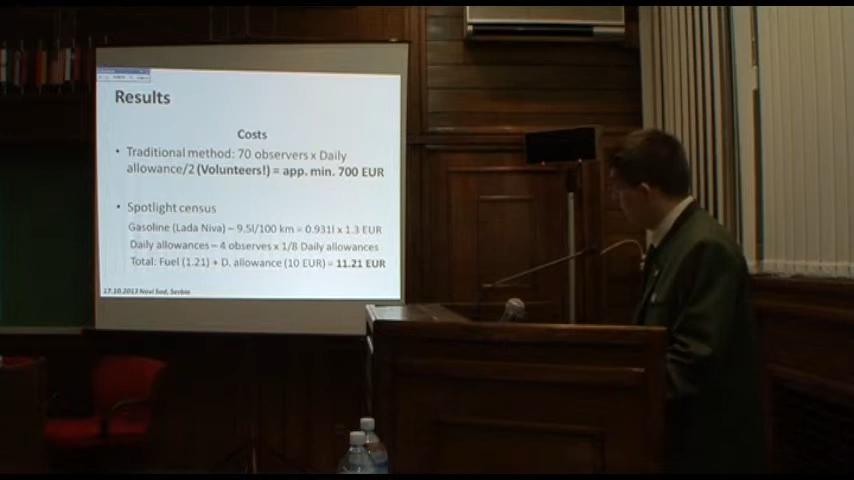 Results
Costs
• Traditional method: 70 observers x Daily
allowance/2 (Volunteers!) = app. min. 700 EUR
• Spotlight census
Gasoline (Lada Niva) – 9.5l/100 km = 0.931l x 1.3 EUR
Daily allowances – 4 observes x 1/8 Daily allowances
Total: Fuel (1.21) + D. allowance (10 EUR) = 11.21 EUR
17.10.2013 Novi Sad, Serbia